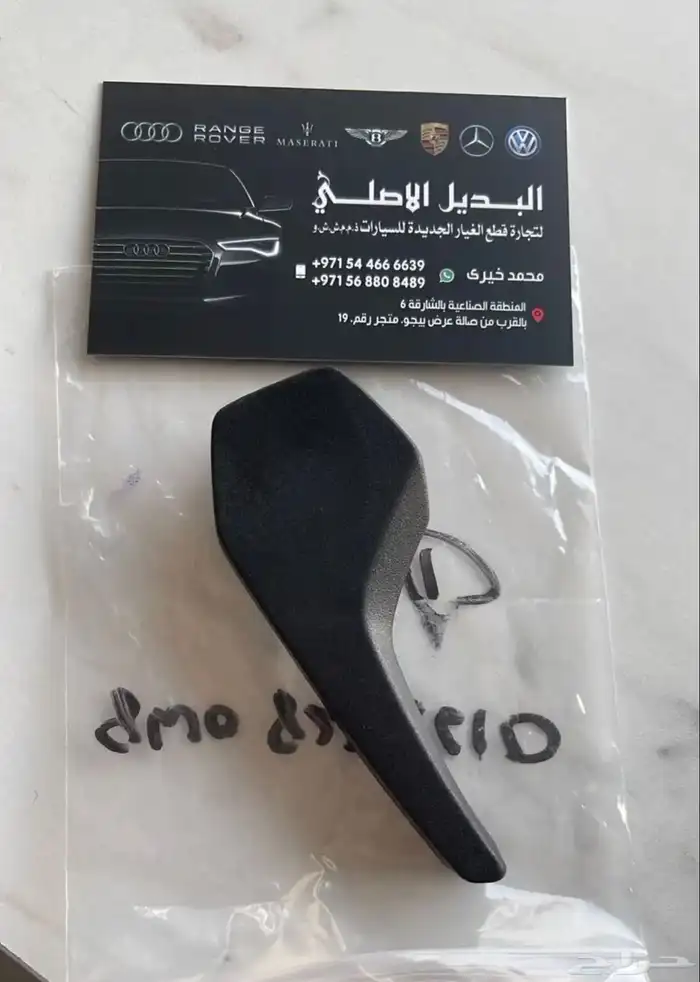 RANGE ROVER
MASERATI
البديل الاصلي
لتجارة قطع الغيار الجديدة للسيارات ذ.م.م.ش.ش.و
محمد خيرى
+971 54 466 6639
+971 56 880 8489
المنطقة الصناعية بالشارقة 6
بالقرب من صالة عرض بيجو. متجر رقم. 19
حراج